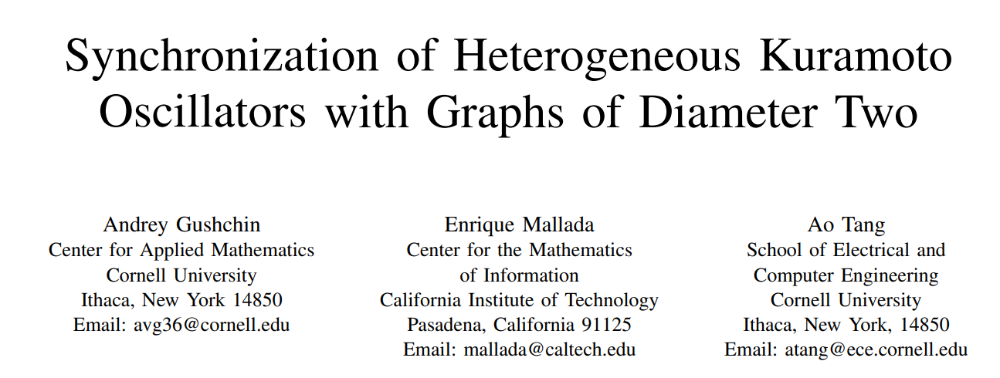 Synchronization of Heterogeneous Kuramoto
Oscillators with Graphs of Diameter Two
Andrey Gushchin
Center for Applied Mathematics
Cornell University
Ithaca, New York 14850
Email: avg36@cornell.edu
Enrique Mallada
Center for the Mathematics
of Information
California Institute of Technology
Pasadena, California 91125
Email: mallada@caltech.edu
Ao Tang
School of Electrical and
Computer Engineering
Cornell University
Ithaca, New York, 14850
Email: atang@ece.cornell.edu